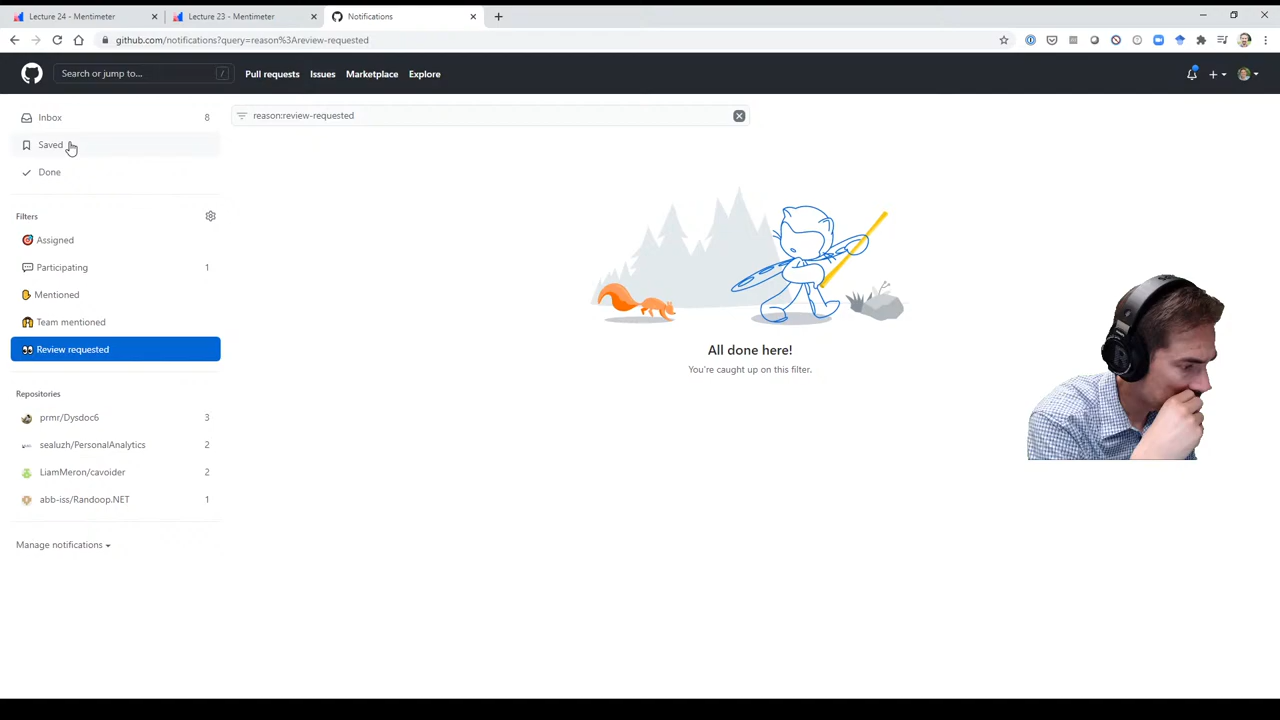 Lecture 24 - Mentimeter
Lecture 23 - Mentimeter
Notifications
github.com/notifications?query=reason%3Areview-requested
Search or jump to...
/
Pull requests
Issues
Marketplace
Explore
Inbox 8
Saved
Done
reason:review-requested
Filters
Assigned
Participating 1
Mentioned
Team mentioned
Review requested
Repositories
prmr/Dysdoc6 3
sealuzh/PersonalAnalytics 2
LiamMeron/cavoider 2
abb-iss/Randoop.NET 1
Manage notifications
All done here!
You're caught up on this filter.